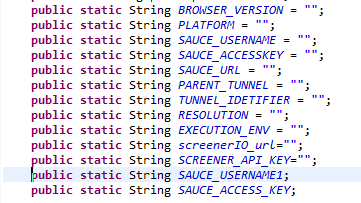 public static String BROWSER_VERSION = "";
public static String PLATFORM = "";
public static String SAUCE_USERNAME = "";
public static String SAUCE_ACCESSKEY = "";
public static String SAUCE_URL = "";
public static String PARENT_TUNNEL = "";
public static String TUNNEL_IDETIFIER = "";
public static String RESOLUTION = "";
public static String EXECUTION_ENV = "";
public static String screenerIO_url="";
public static String SCREENER_API_KEY="";
public static String SAUCE_USERNAME1;
public static String SAUCE_ACCESS_KEY;